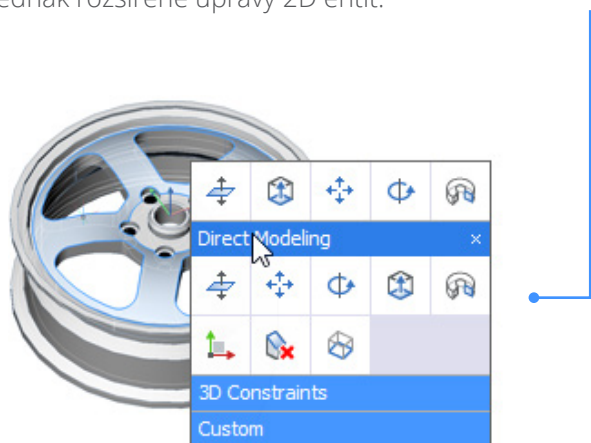 rozšířené úpravy 2D entit.
Direct Modeling
3D Constraints
Custom